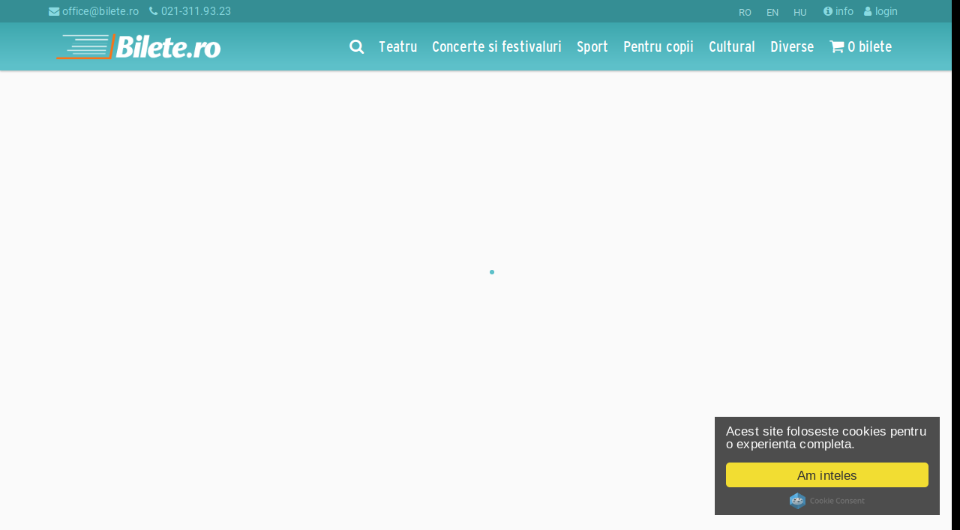 office@bilete.ro 021-311.93.23 RO EN HU info login
Bilete.ro Teatru Concerte si festivaluri Sport Pentru copii Cultural Diverse 0 bilete
Acest site foloseste cookies pentru
o experienta completa.
Am inteles
Cookie Consent